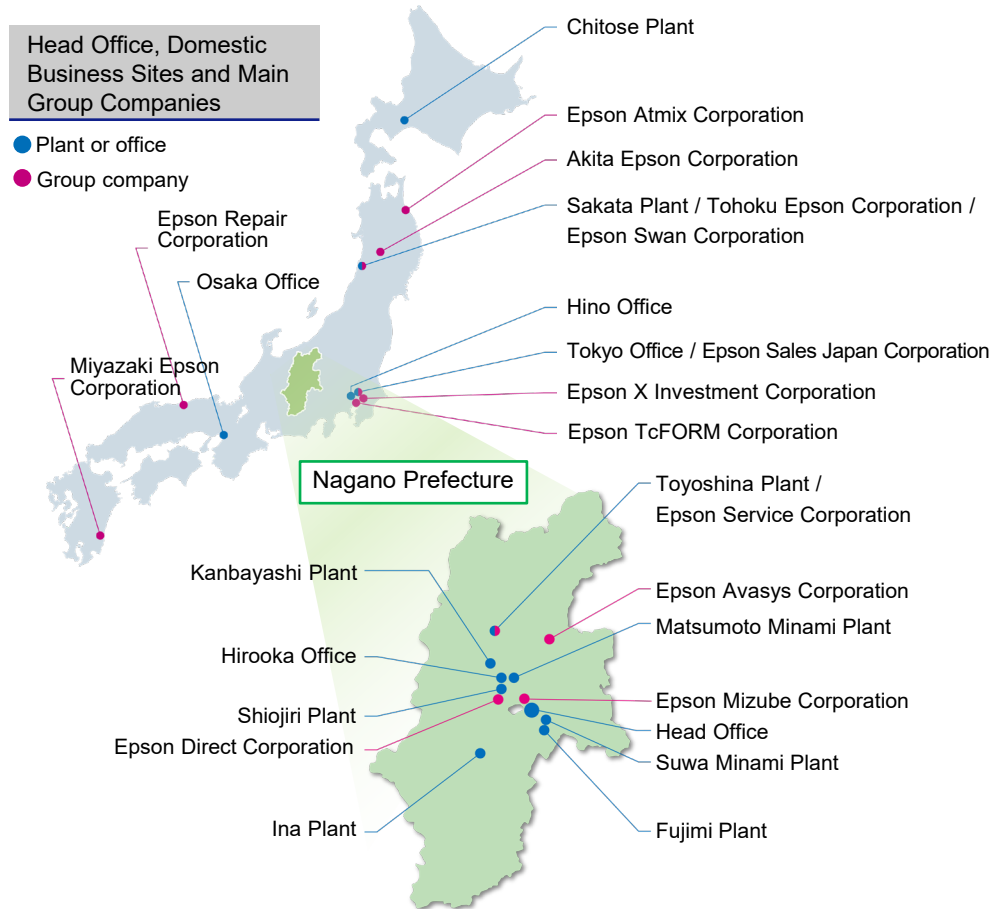 Head Office, Domestic
Business Sites and Main
Group Companies
Plant or office
Group company
Chitose Plant
Epson Atmix Corporation
Akita Epson Corporation
Sakata Plant / Tohoku Epson Corporation /
Epson Swan Corporation
Epson Repair
Corporation
Osaka Office
Miyazaki Epson
Corporation
Hino Office
Tokyo Office / Epson Sales Japan Corporation
Epson X Investment Corporation
Epson TcFORM Corporation
Nagano Prefecture
Toyoshina Plant /
Epson Service Corporation
Kanbayashi Plant
Epson Avasys Corporation
Matsumoto Minami Plant
Hirooka Office
Shiojiri Plant
Epson Mizube Corporation
Head Office
Epson Direct Corporation
Suwa Minami Plant
Ina Plant
Fujimi Plant